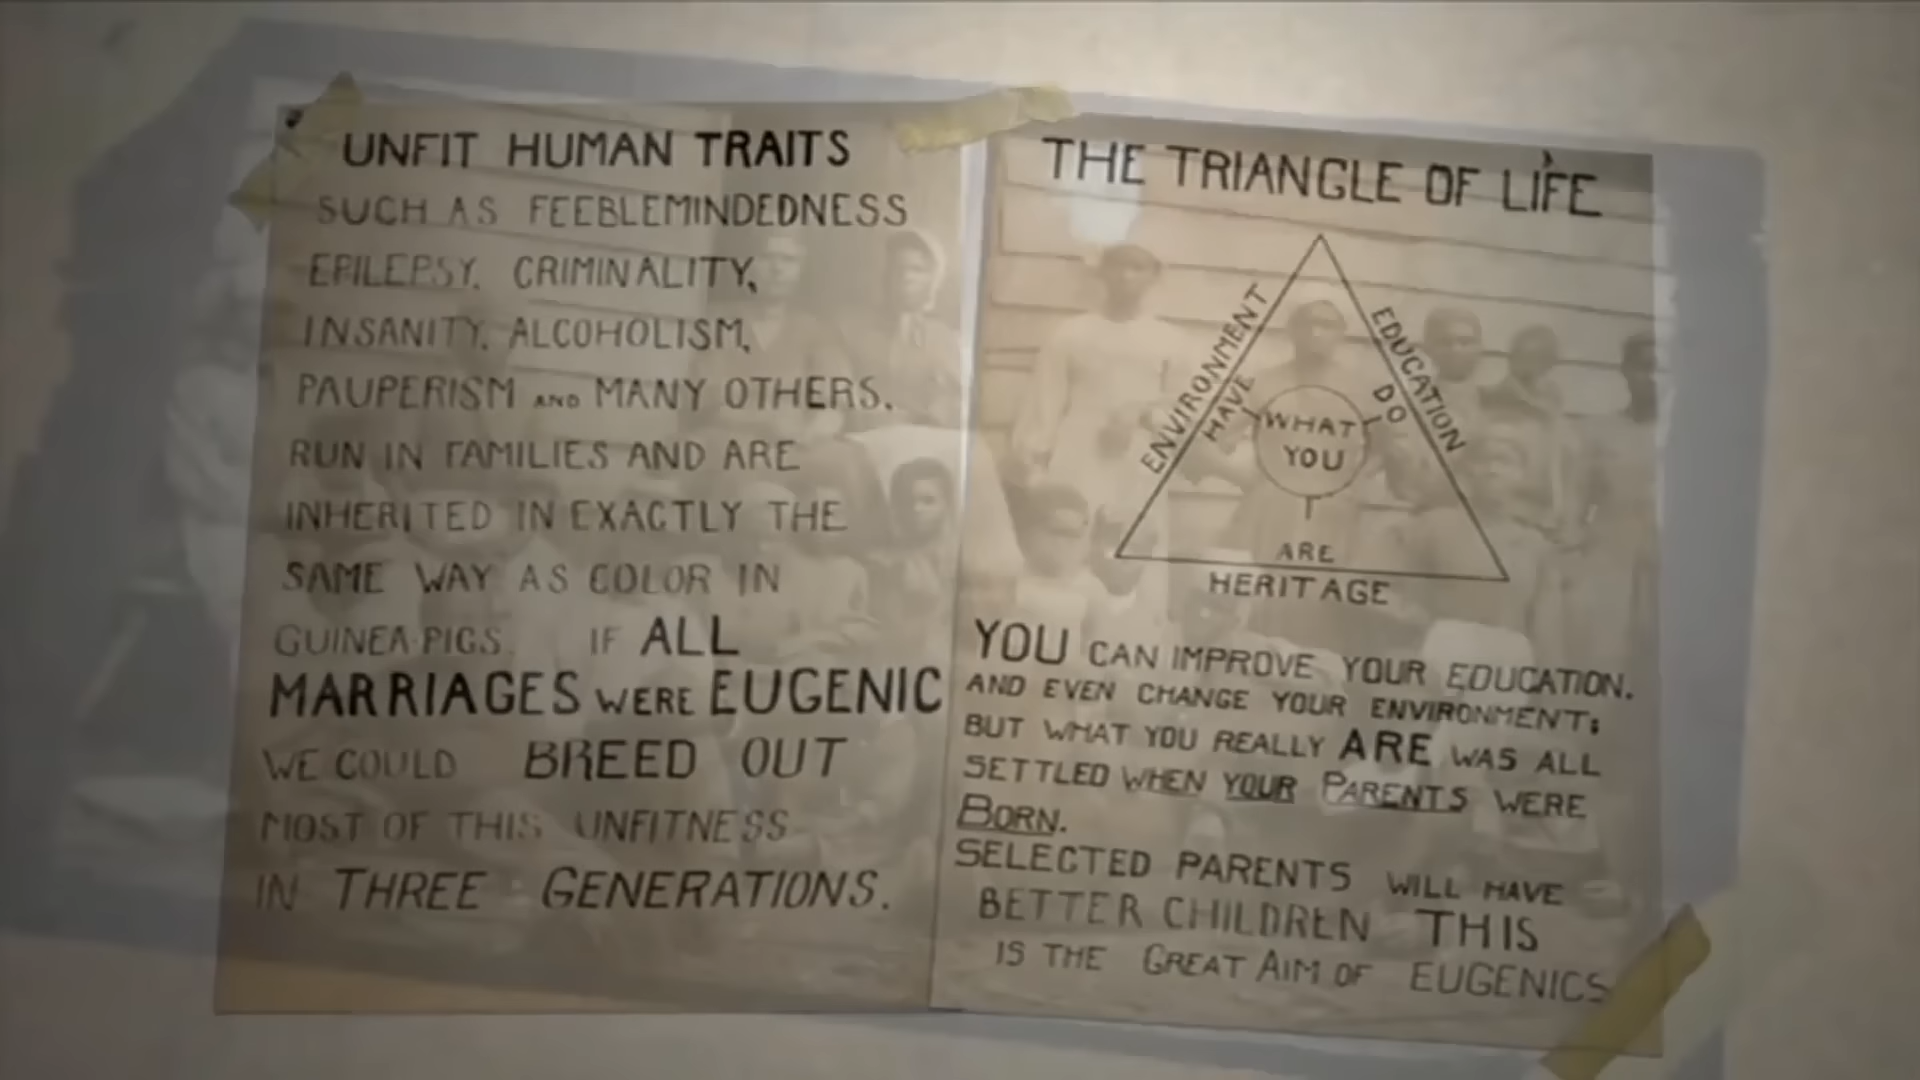 UNFIT HUMAN TRAITS
SUCH AS FEEBLEMINDEDNESS
EPILEPSY, CRIMINALITY,
INSANITY, ALCOHOLISM,
PAUPERISM AND MANY OTHERS,
RUN IN FAMILIES AND ARE
INHERITED IN EXACTLY THE
SAME WAY AS COLOR IN
GUINEA-PIGS. IF ALL
MARRIAGES WERE EUGENIC
WE COULD BREED OUT
MOST OF THIS UNFITNESS
IN THREE GENERATIONS.
THE TRIANGLE OF LIFE
ENVIRONMENT
EDUCATION
HAVE
DO
WHAT
YOU
ARE
HERITAGE
YOU CAN IMPROVE YOUR EDUCATION.
AND EVEN CHANGE YOUR ENVIRONMENT;
BUT WHAT YOU REALLY ARE WAS ALL
SETTLED WHEN YOUR PARENTS WERE
BORN.
SELECTED PARENTS WILL HAVE
BETTER CHILDREN THIS
IS THE GREAT AIM OF EUGENICS